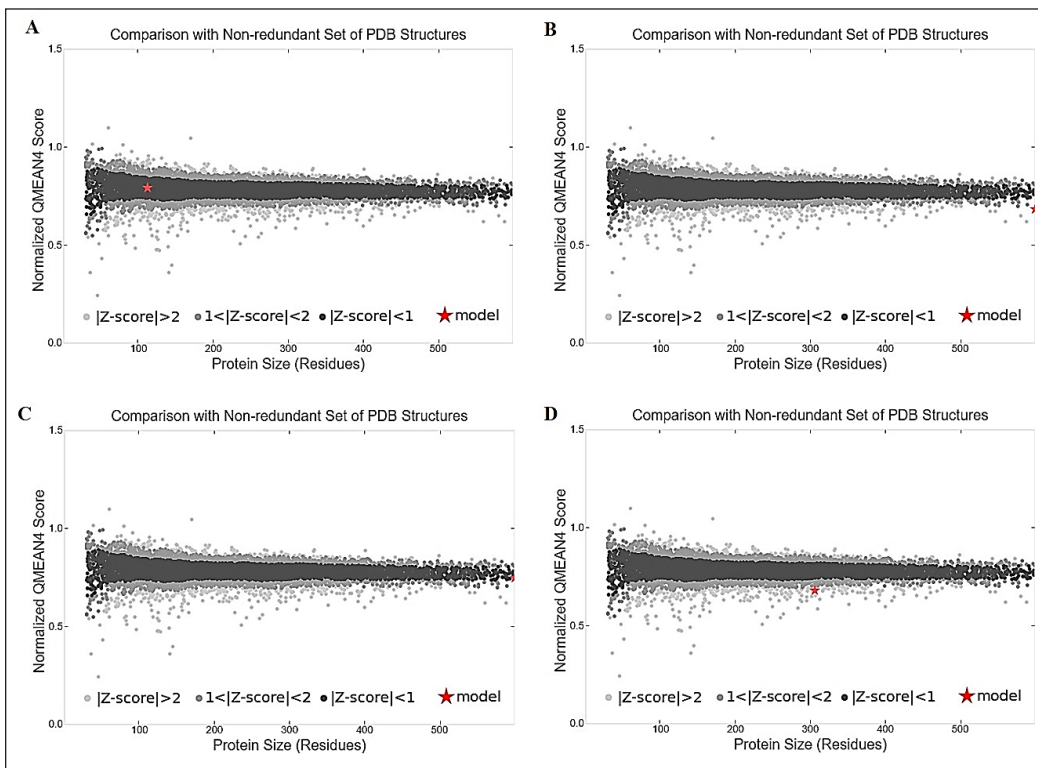 A
Comparison with Non-redundant Set of PDB Structures
1.5
1.0
0.5
0.0
Normalized QMEAN4 Score
|Z-score|>2 1<|Z-score|<2 |Z-score|<1 model
100 200 300 400 500
Protein Size (Residues)
B
Comparison with Non-redundant Set of PDB Structures
1.5
1.0
0.5
0.0
Normalized QMEAN4 Score
|Z-score|>2 1<|Z-score|<2 |Z-score|<1 model
100 200 300 400 500
Protein Size (Residues)
C
Comparison with Non-redundant Set of PDB Structures
1.5
1.0
0.5
0.0
Normalized QMEAN4 Score
|Z-score|>2 1<|Z-score|<2 |Z-score|<1 model
100 200 300 400 500
Protein Size (Residues)
D
Comparison with Non-redundant Set of PDB Structures
1.5
1.0
0.5
0.0
Normalized QMEAN4 Score
|Z-score|>2 1<|Z-score|<2 |Z-score|<1 model
100 200 300 400 500
Protein Size (Residues)